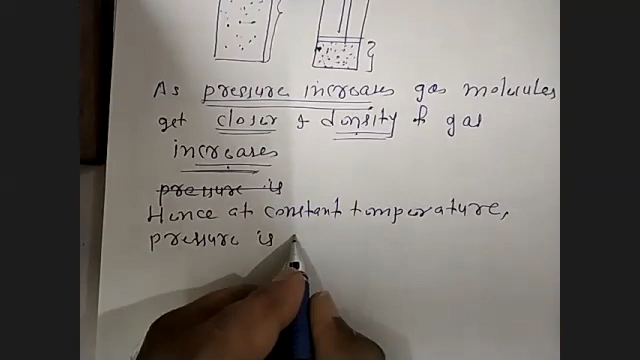 As pressure increases gas molecules
get closer & density of gas
increases
pressure is
Hence at constant temperature,
pressure is